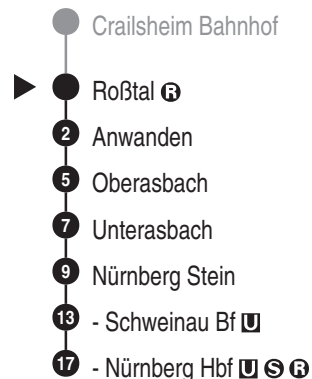 Crailsheim Bahnhof
Roßtal R
2 Anwanden
5 Oberasbach
7 Unterasbach
9 Nürnberg Stein
13 - Schweinau Bf U
17 - Nürnberg Hbf U S R